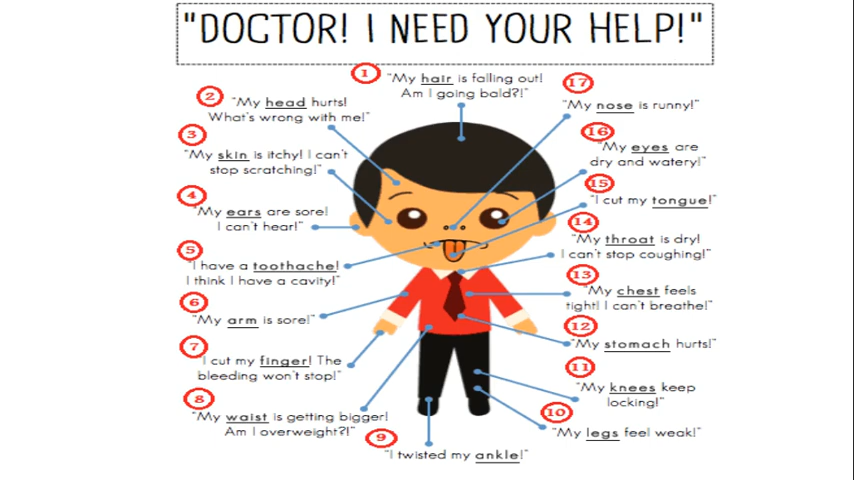 "DOCTOR! I NEED YOUR HELP!"
1
"My hair is falling out!
Am I going bald?!"
2
"My head hurts!
What's wrong with me!"
3
"My skin is itchy! I can't
stop scratching!"
4
"My ears are sore!
I can't hear!"
5
"I have a toothache!
I think I have a cavity!"
6
"My arm is sore!"
7
"I cut my finger! The
bleeding won't stop!"
8
"My waist is getting bigger!
Am I overweight?!"
9
"I twisted my ankle!"
10
"My legs feel weak!"
11
"My knees keep
locking!"
12
"My stomach hurts!"
13
"My chest feels
tight! I can't breathe!"
14
"My throat is dry!
I can't stop coughing!"
15
"I cut my tongue!"
16
"My eyes are
dry and watery!"
17
"My nose is runny!"